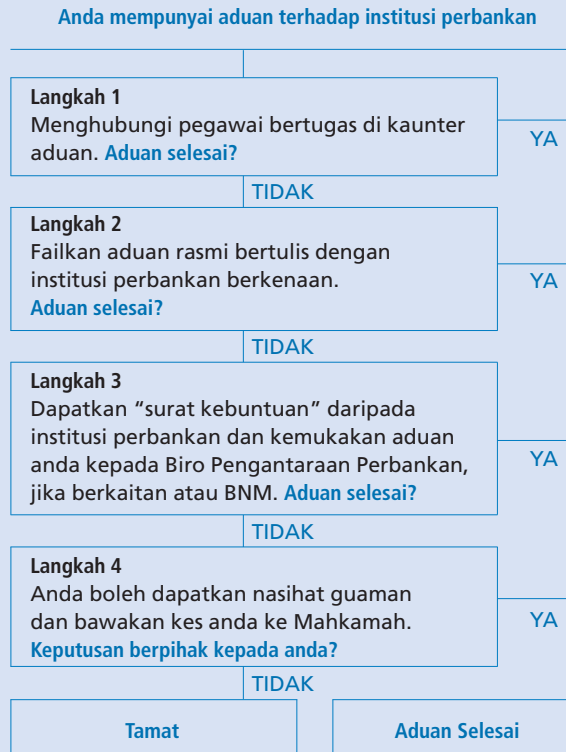 Anda mempunyai aduan terhadap institusi perbankan
Langkah 1
Menghubungi pegawai bertugas di kaunter
aduan. Aduan selesai?
YA
TIDAK
Langkah 2
Failkan aduan rasmi bertulis dengan
institusi perbankan berkenaan.
Aduan selesai?
YA
TIDAK
Langkah 3
Dapatkan “surat kebuntuan” daripada
institusi perbankan dan kemukakan aduan
anda kepada Biro Pengantaraan Perbankan,
jika berkaitan atau BNM. Aduan selesai?
YA
TIDAK
Langkah 4
Anda boleh dapatkan nasihat guaman
dan bawakan kes anda ke Mahkamah.
Keputusan berpihak kepada anda?
YA
TIDAK
Tamat
Aduan Selesai